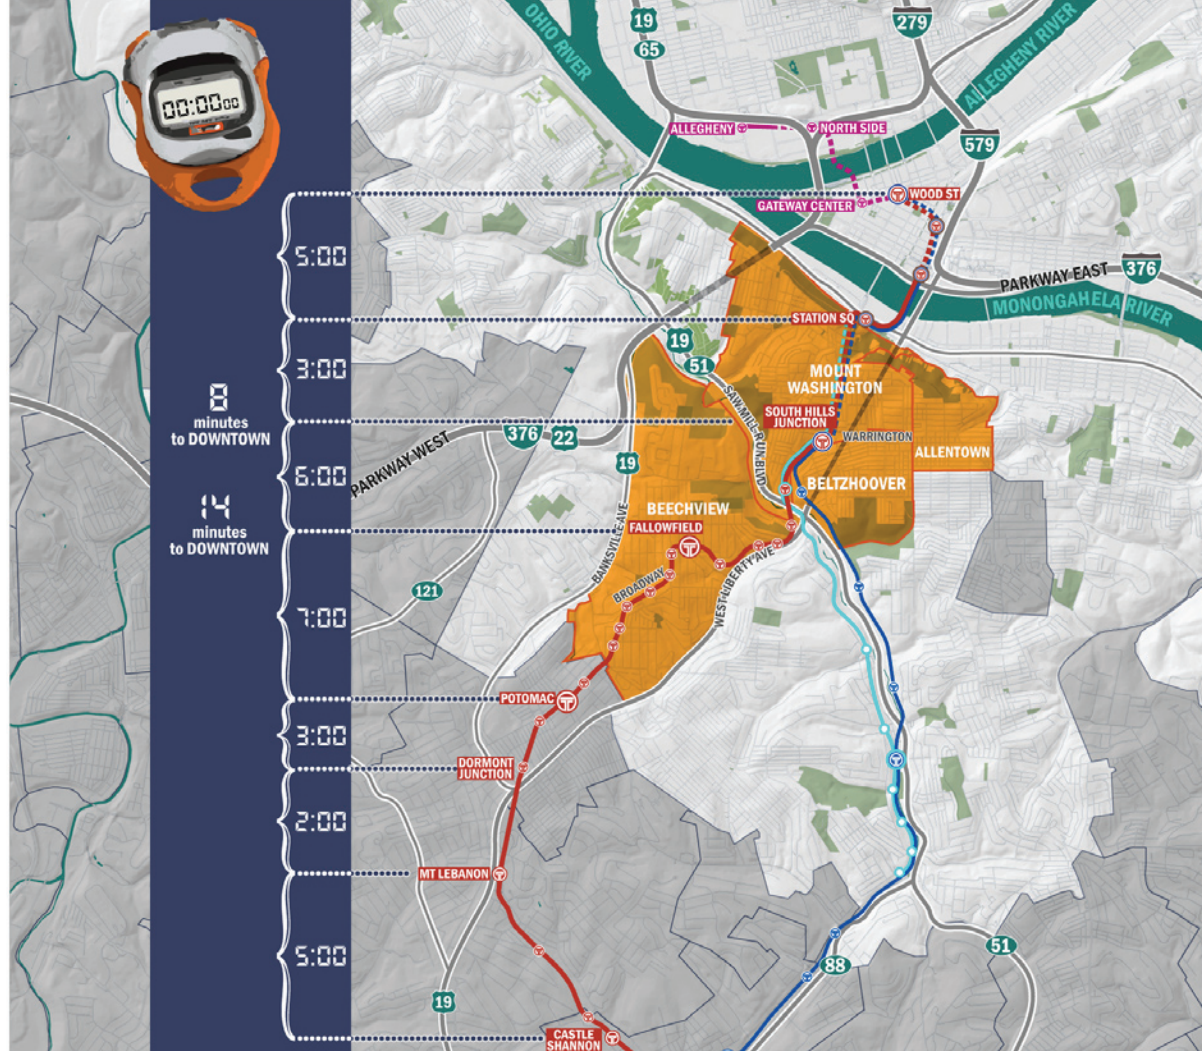 00:00 00
5:00
3:00
8
minutes
to DOWNTOWN
6:00
14
minutes
to DOWNTOWN
7:00
3:00
2:00
5:00
OHIO RIVER
19
65
279
ALLEGHENY RIVER
ALLEGHENY
NORTH SIDE
579
GATEWAY CENTER
WOOD ST
PARKWAY EAST
376
MONONGAHELA RIVER
STATION SQ
19
51
MOUNT
WASHINGTON
SAW MILL RUN BLVD
SOUTH HILLS
JUNCTION
WARRINGTON
ALLENTOWN
PARKWAY WEST
376
22
19
BELTZHOOVER
BEECHVIEW
FALLOWFIELD
BANKSVILLE AVE
BROADWAY
WEST LIBERTY AVE
121
POTOMAC
DORMONT
JUNCTION
MT LEBANON
51
88
19
CASTLE
SHANNON